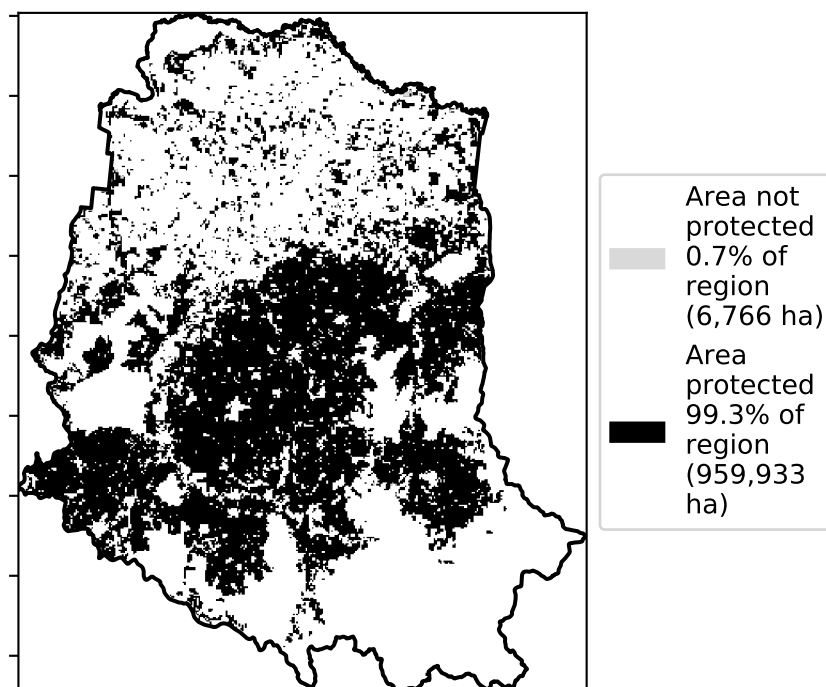 Area not
protected
0.7% of
region
(6,766 ha)
Area
protected
99.3% of
region
(959,933
ha)